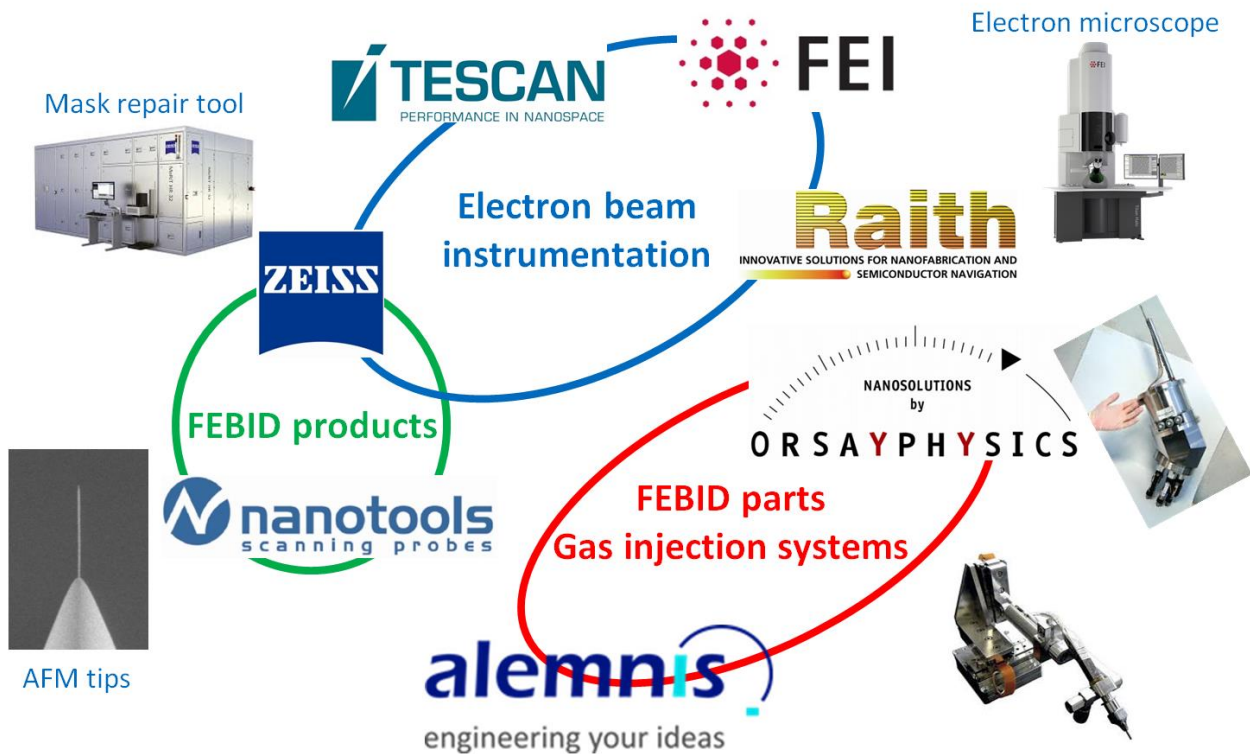 Electron microscope
TESCAN
PERFORMANCE IN NANOSPACE
FEI
FEI
Mask repair tool
Electron beam
instrumentation
Raith
INNOVATIVE SOLUTIONS FOR NANOFABRICATION AND
SEMICONDUCTOR NAVIGATION
ZEISS
NANOSOLUTIONS
by
ORSAYPHYSICS
FEBID products
nanotools
scanning probes
FEBID parts
Gas injection systems
AFM tips
alemnis
engineering your ideas